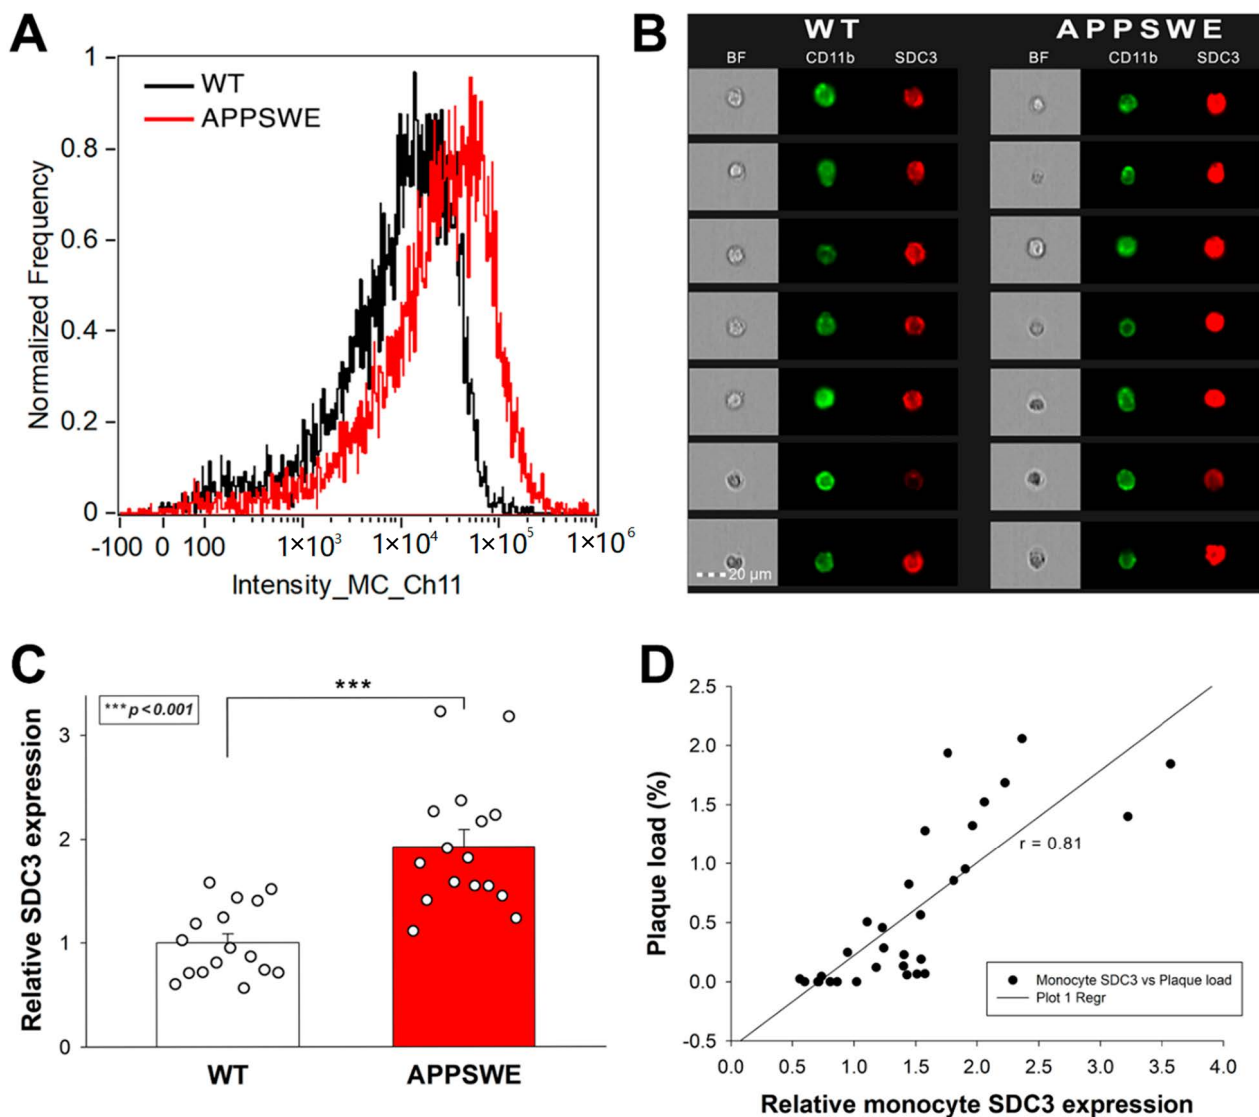 A
WT
APPSWE
1
0.8
0.6
0.4
0.2
0
Normalized Frequency
-100 0 100 1×10³ 1×10⁴ 1×10⁵ 1×10⁶
Intensity_MC_Ch11
B
WT APPSWE
BF CD11b SDC3 BF CD11b SDC3
20 µm
C
***p<0.001
***
3
2
1
0
Relative SDC3 expression
WT APPSWE
D
2.5
2.0
1.5
1.0
0.5
0.0
-0.5
Plaque load (%)
r = 0.81
Monocyte SDC3 vs Plaque load
Plot 1 Regr
0.0 0.5 1.0 1.5 2.0 2.5 3.0 3.5 4.0
Relative monocyte SDC3 expression